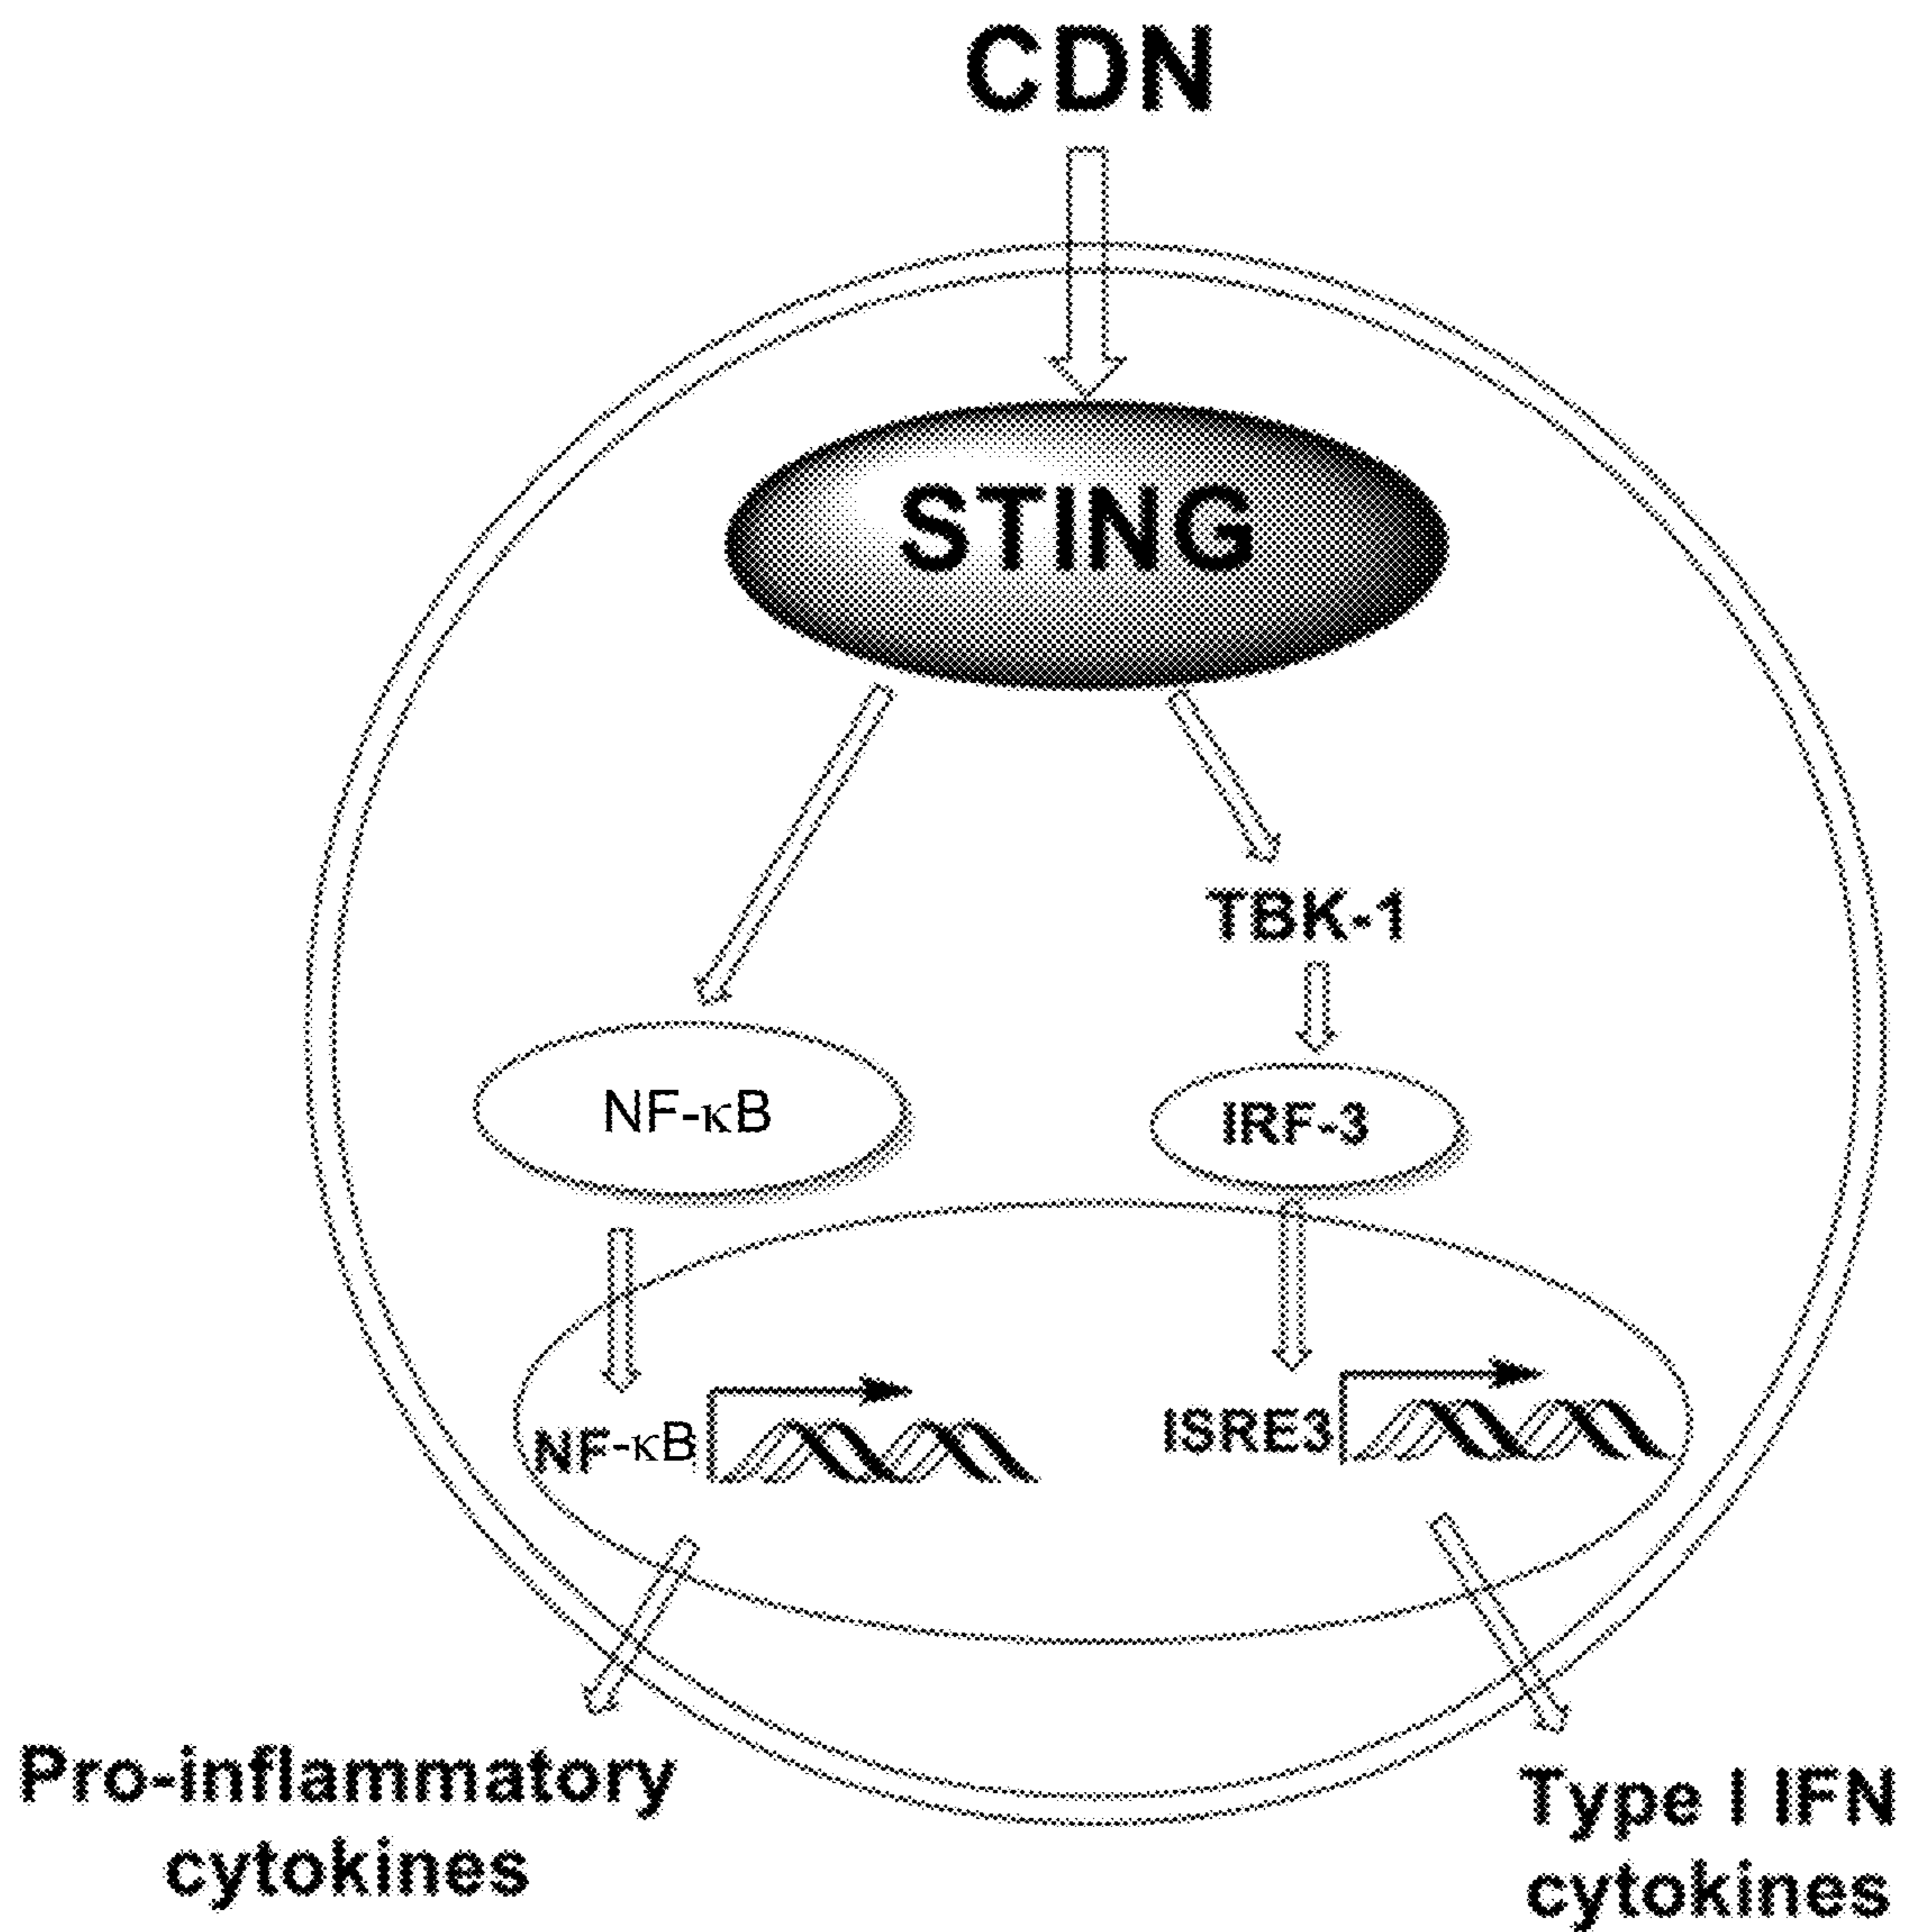 CDN
STING
TBK-1
NF-κB
IRF-3
NF-κB
ISRE3
Pro-inflammatory
cytokines
Type I IFN
cytokines